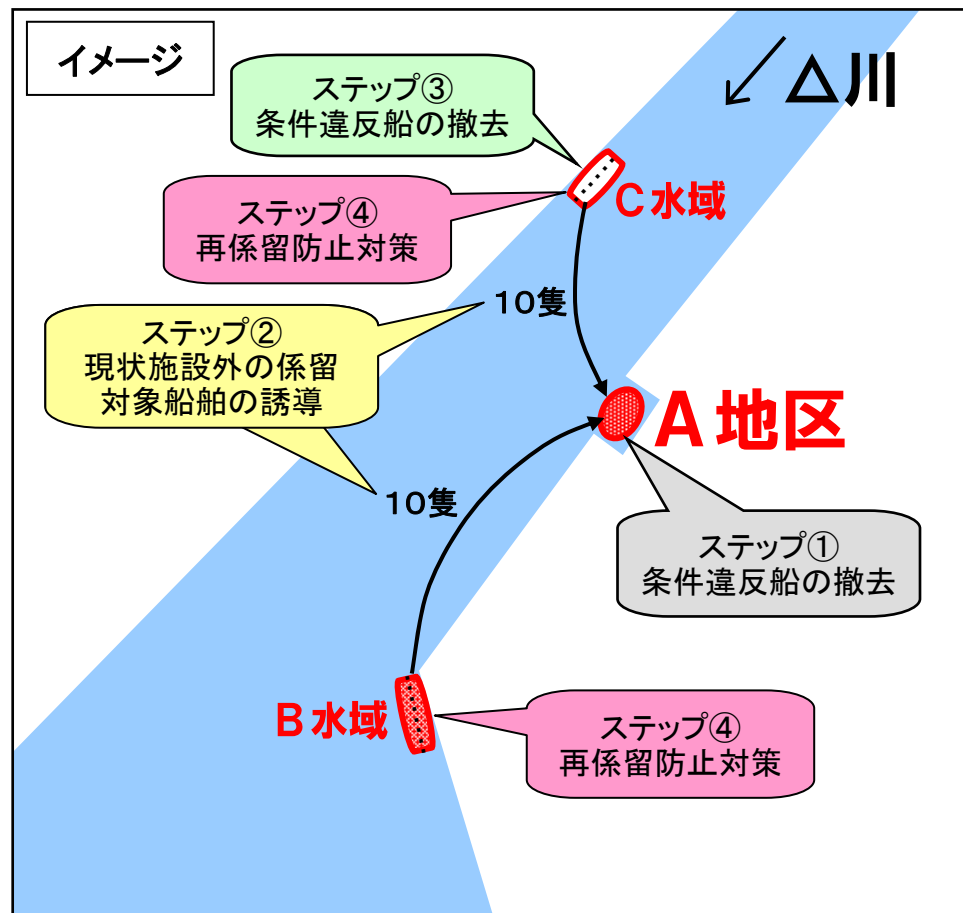 イメージ
△川
ステップ③
条件違反船の撤去
C水域
ステップ④
再係留防止対策
10隻
ステップ②
現状施設外の係留
対象船舶の誘導
A地区
10隻
ステップ①
条件違反船の撤去
B水域
ステップ④
再係留防止対策